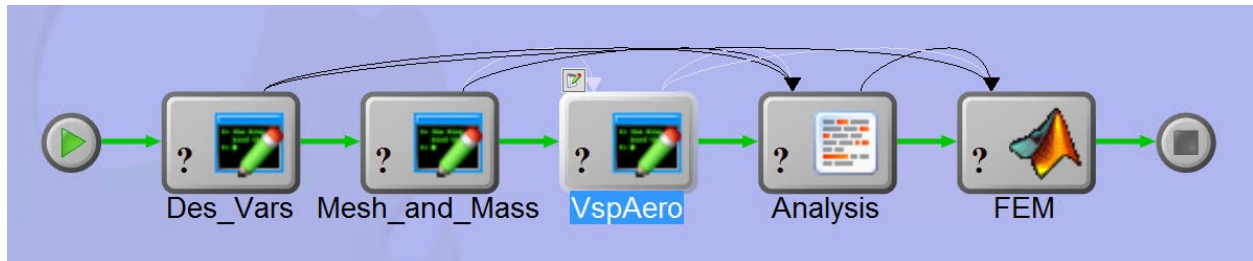 ? ? ? ? ?
Des_Vars Mesh_and_Mass VspAero Analysis FEM